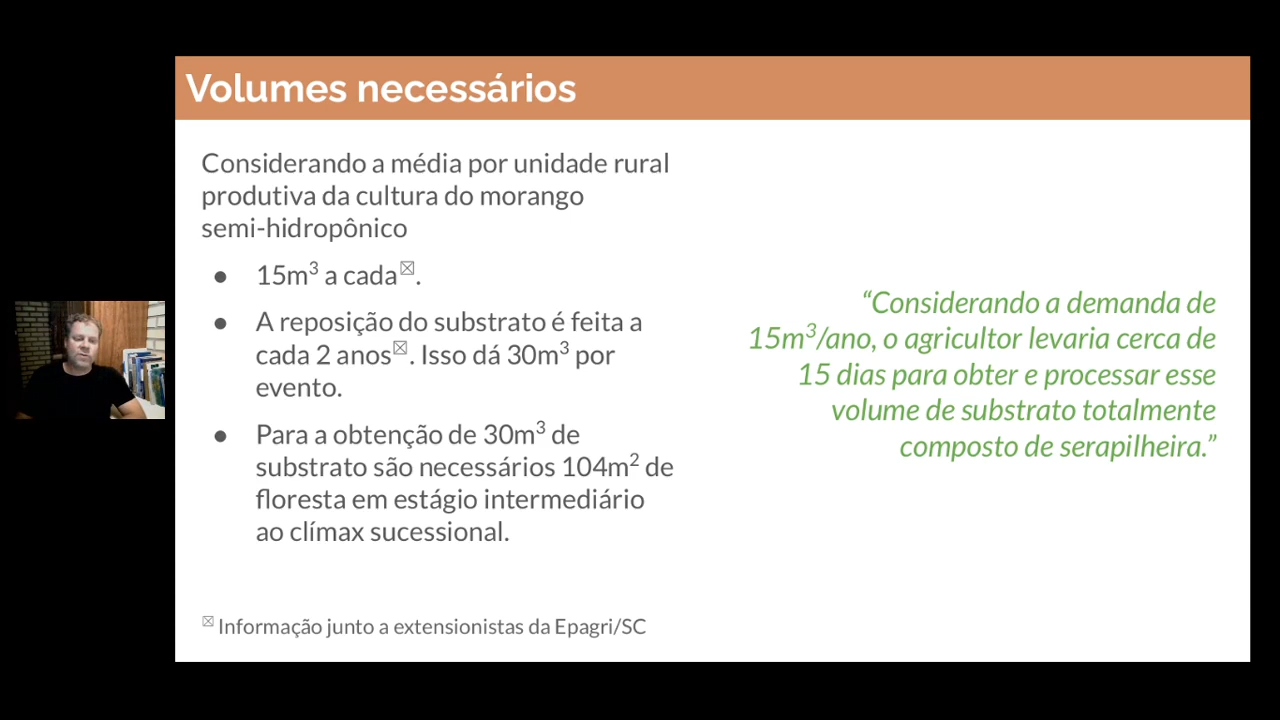 Volumes necessários
Considerando a média por unidade rural
produtiva da cultura do morango
semi-hidropônico
● 15m³ a cada☒.
● A reposição do substrato é feita a
cada 2 anos☒. Isso dá 30m³ por
evento.
● Para a obtenção de 30m³ de
substrato são necessários 104m² de
floresta em estágio intermediário
ao clímax sucessional.
☒ Informação junto a extensionistas da Epagri/SC
“Considerando a demanda de
15m³/ano, o agricultor levaria cerca de
15 dias para obter e processar esse
volume de substrato totalmente
composto de serapilheira.”